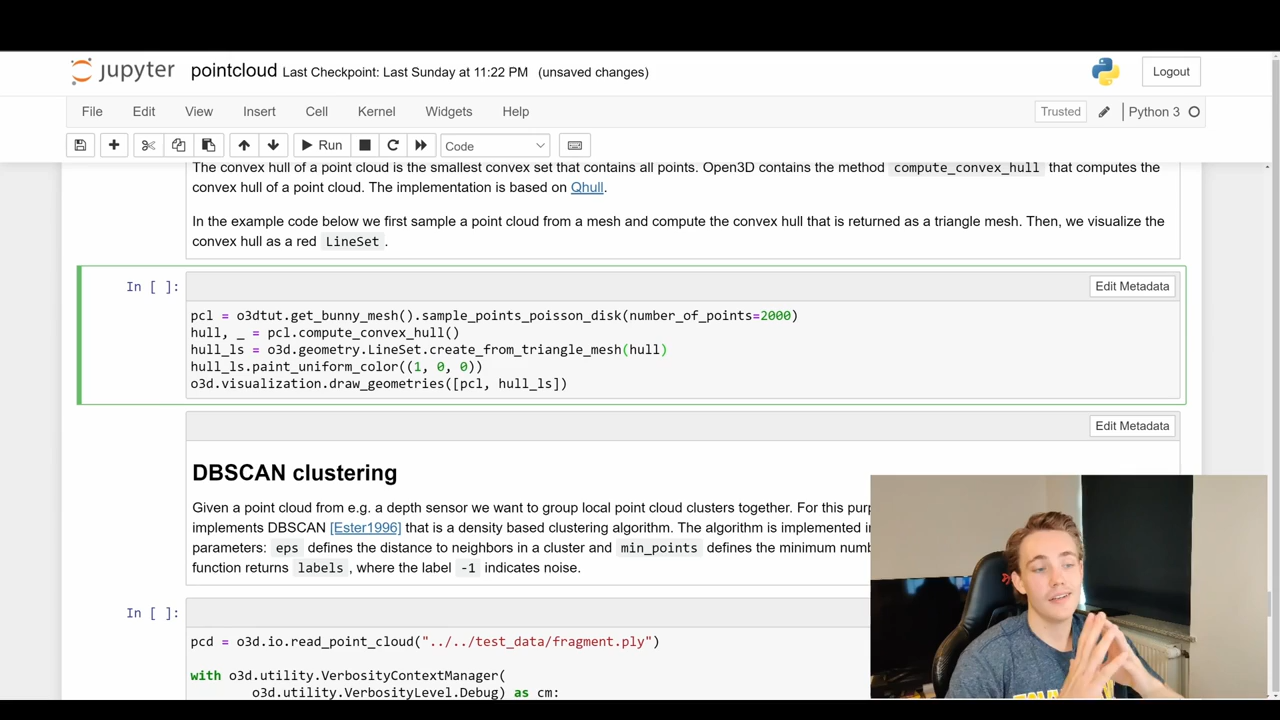 jupyter pointcloud Last Checkpoint: Last Sunday at 11:22 PM (unsaved changes) Logout
File Edit View Insert Cell Kernel Widgets Help Trusted Python 3
Run Code
The convex hull of a point cloud is the smallest convex set that contains all points. Open3D contains the method compute_convex_hull that computes the
convex hull of a point cloud. The implementation is based on Qhull.
In the example code below we first sample a point cloud from a mesh and compute the convex hull that is returned as a triangle mesh. Then, we visualize the
convex hull as a red LineSet.
In [ ]: Edit Metadata
pcl = o3dtut.get_bunny_mesh().sample_points_poisson_disk(number_of_points=2000)
hull, _ = pcl.compute_convex_hull()
hull_ls = o3d.geometry.LineSet.create_from_triangle_mesh(hull)
hull_ls.paint_uniform_color((1, 0, 0))
o3d.visualization.draw_geometries([pcl, hull_ls])
Edit Metadata
DBSCAN clustering
Given a point cloud from e.g. a depth sensor we want to group local point cloud clusters together. For this purp
implements DBSCAN [Ester1996] that is a density based clustering algorithm. The algorithm is implemented in
parameters: eps defines the distance to neighbors in a cluster and min_points defines the minimum numb
function returns labels, where the label -1 indicates noise.
In [ ]:
pcd = o3d.io.read_point_cloud("../../test_data/fragment.ply")
with o3d.utility.VerbosityContextManager(
o3d.utility.VerbosityLevel.Debug) as cm: